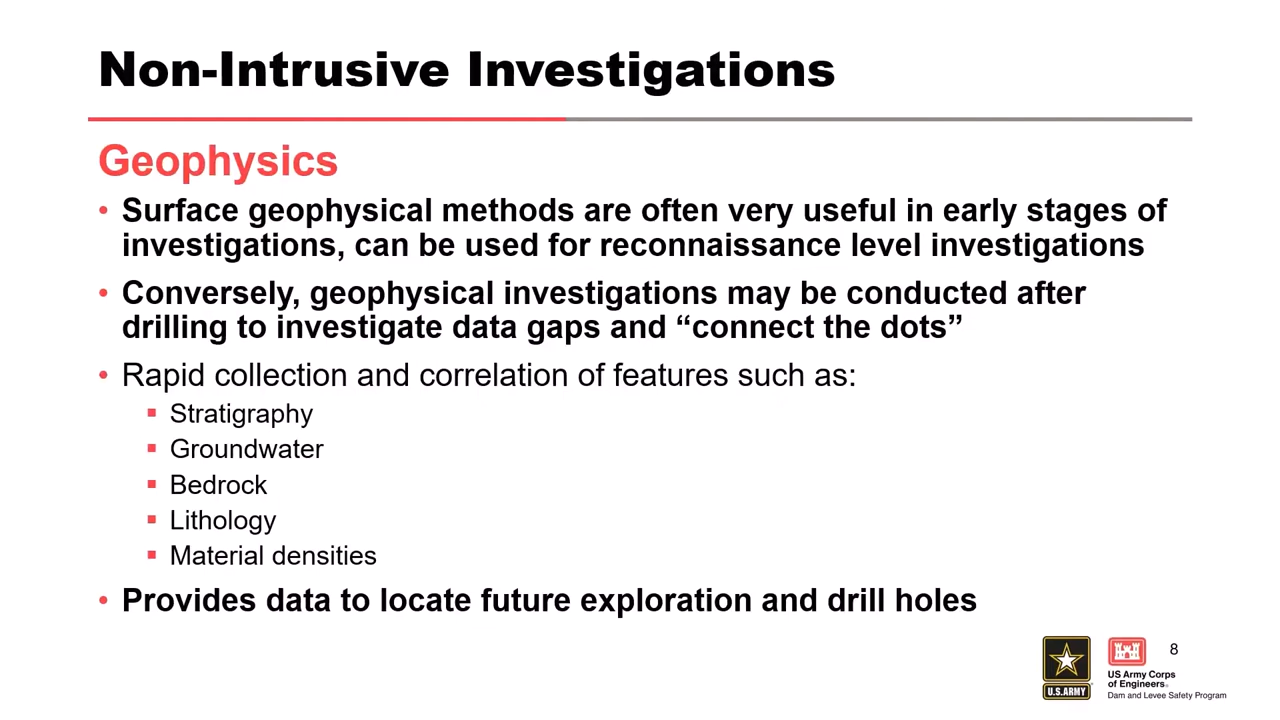 Non-Intrusive Investigations
Geophysics
• Surface geophysical methods are often very useful in early stages of
investigations, can be used for reconnaissance level investigations
• Conversely, geophysical investigations may be conducted after
drilling to investigate data gaps and “connect the dots”
• Rapid collection and correlation of features such as:
▪ Stratigraphy
▪ Groundwater
▪ Bedrock
▪ Lithology
▪ Material densities
• Provides data to locate future exploration and drill holes
8
U.S.ARMY
US Army Corps
of Engineers®
Dam and Levee Safety Program